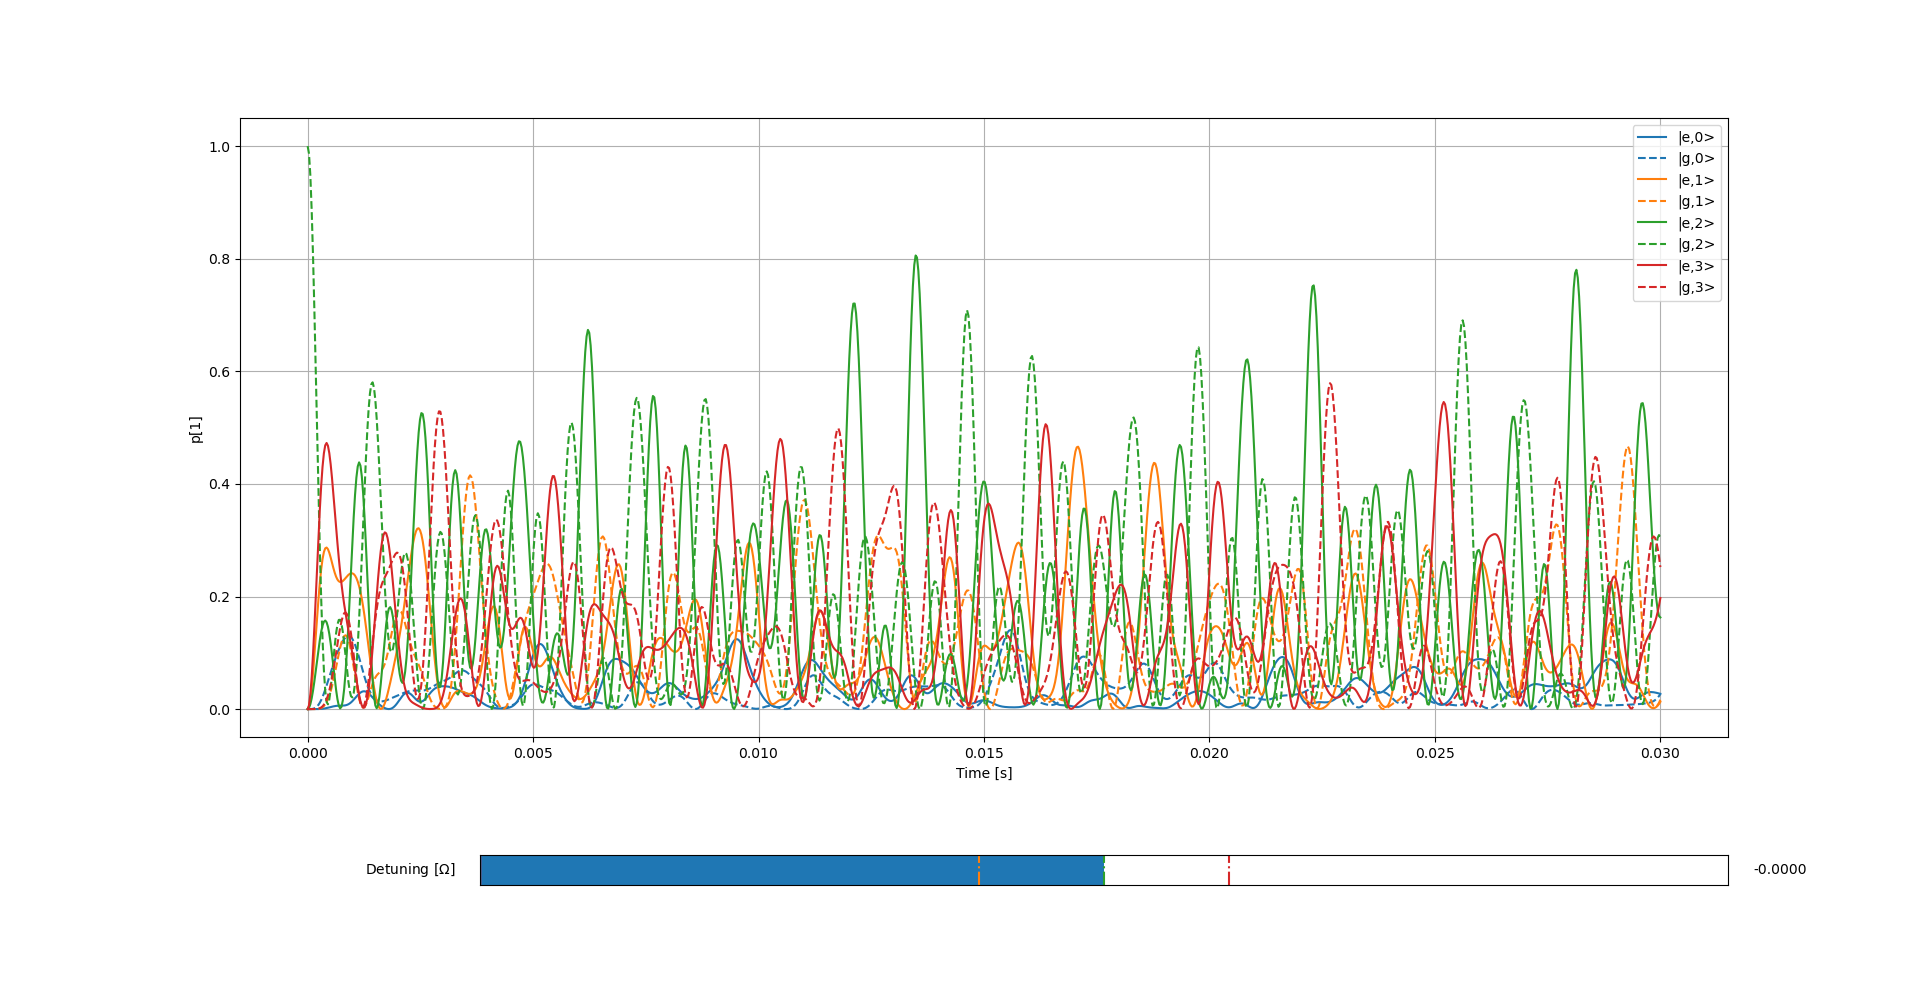 1.0
0.8
0.6
0.4
0.2
0.0
p[1]
|e,0>
|g,0>
|e,1>
|g,1>
|e,2>
|g,2>
|e,3>
|g,3>
0.000 0.005 0.010 0.015 0.020 0.025 0.030
Time [s]
Detuning [Ω] -0.0000